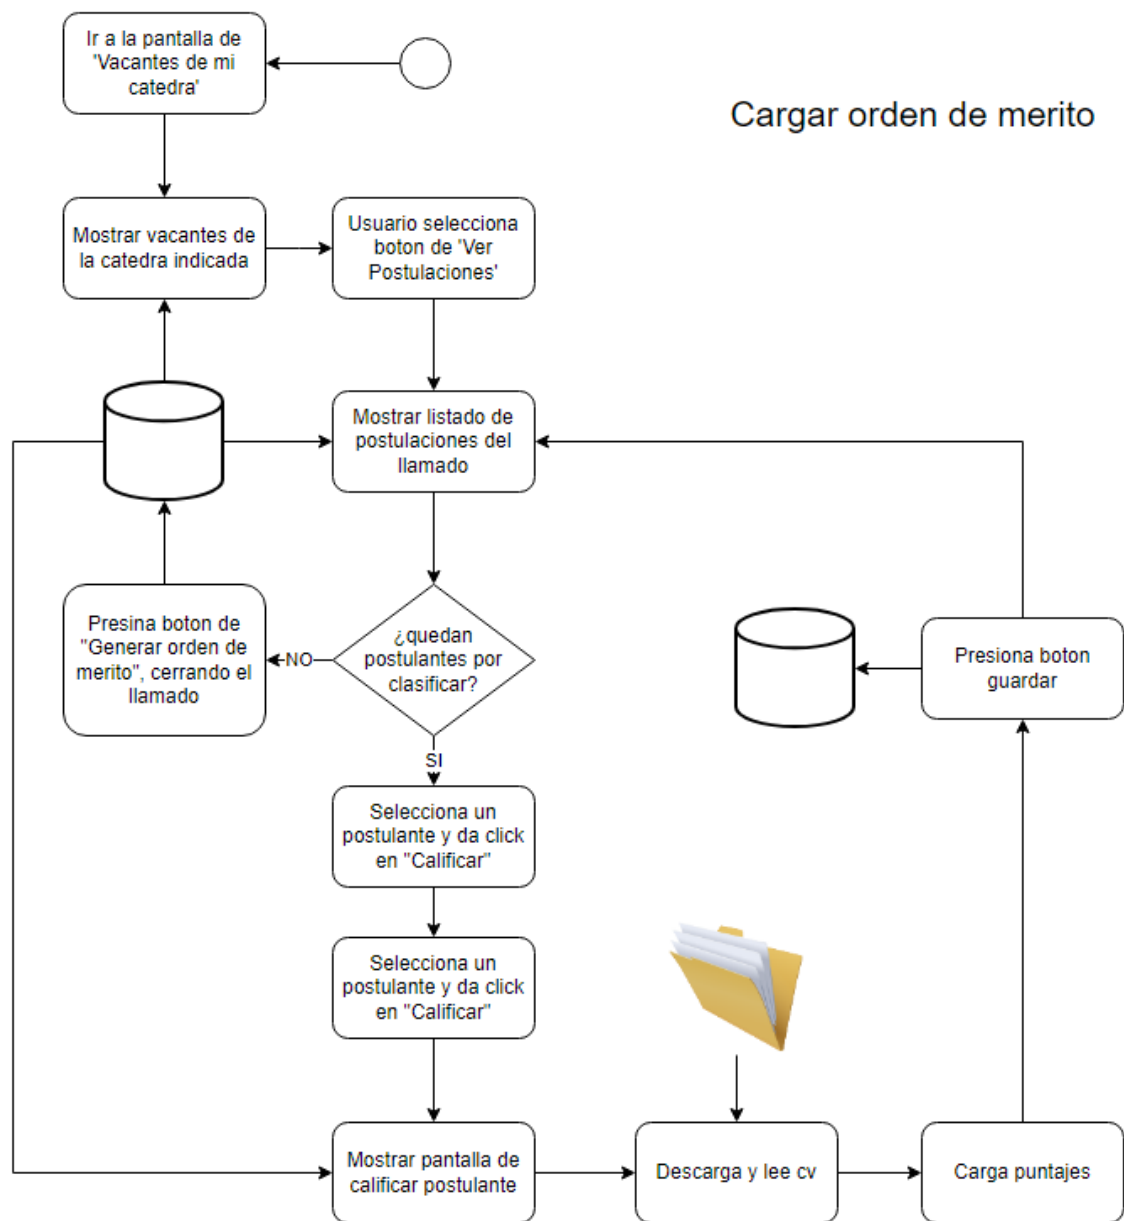 Ir a la pantalla de
'Vacantes de mi
catedra'
Cargar orden de merito
Mostrar vacantes de
la catedra indicada
Usuario selecciona
boton de 'Ver
Postulaciones'
Mostrar listado de
postulaciones del
llamado
Presina boton de
"Generar orden de
merito", cerrando el
llamado
NO
¿quedan
postulantes por
clasificar?
Presiona boton
guardar
SI
Selecciona un
postulante y da click
en "Calificar"
Selecciona un
postulante y da click
en "Calificar"
Mostrar pantalla de
calificar postulante
Descarga y lee cv
Carga puntajes